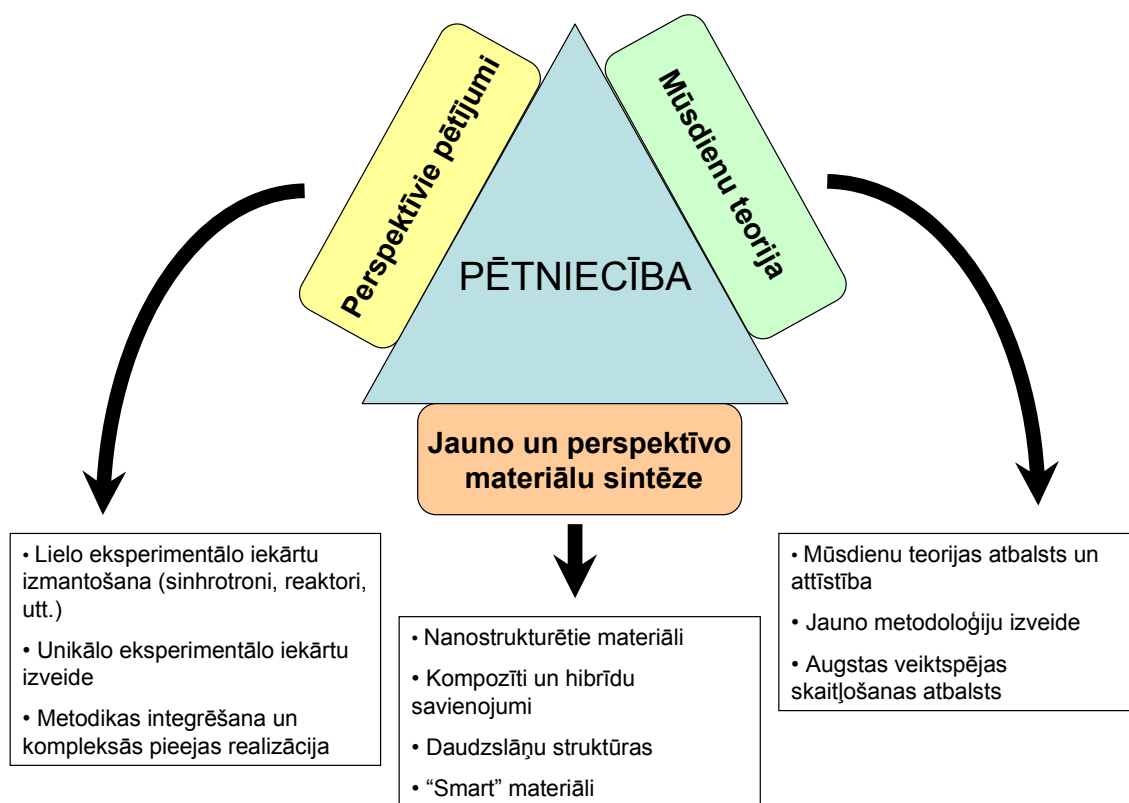 Perspektīvie pētījumi
Mūsdienu teorija
PĒTNIECĪBA
Jauno un perspektīvo
materiālu sintēze
• Lielo eksperimentālo iekārtu
izmantošana (sinhrotroni, reaktori,
utt.)
• Unikālo eksperimentālo iekārtu
izveide
• Metodikas integrēšana un
kompleksās pieejas realizācija
• Nanostrukturētie materiāli
• Kompozīti un hibrīdu
savienojumi
• Daudzslāņu struktūras
• “Smart” materiāli
• Mūsdienu teorijas atbalsts un
attīstība
• Jauno metodoloģiju izveide
• Augstas veiktspējas
skaitļošanas atbalsts